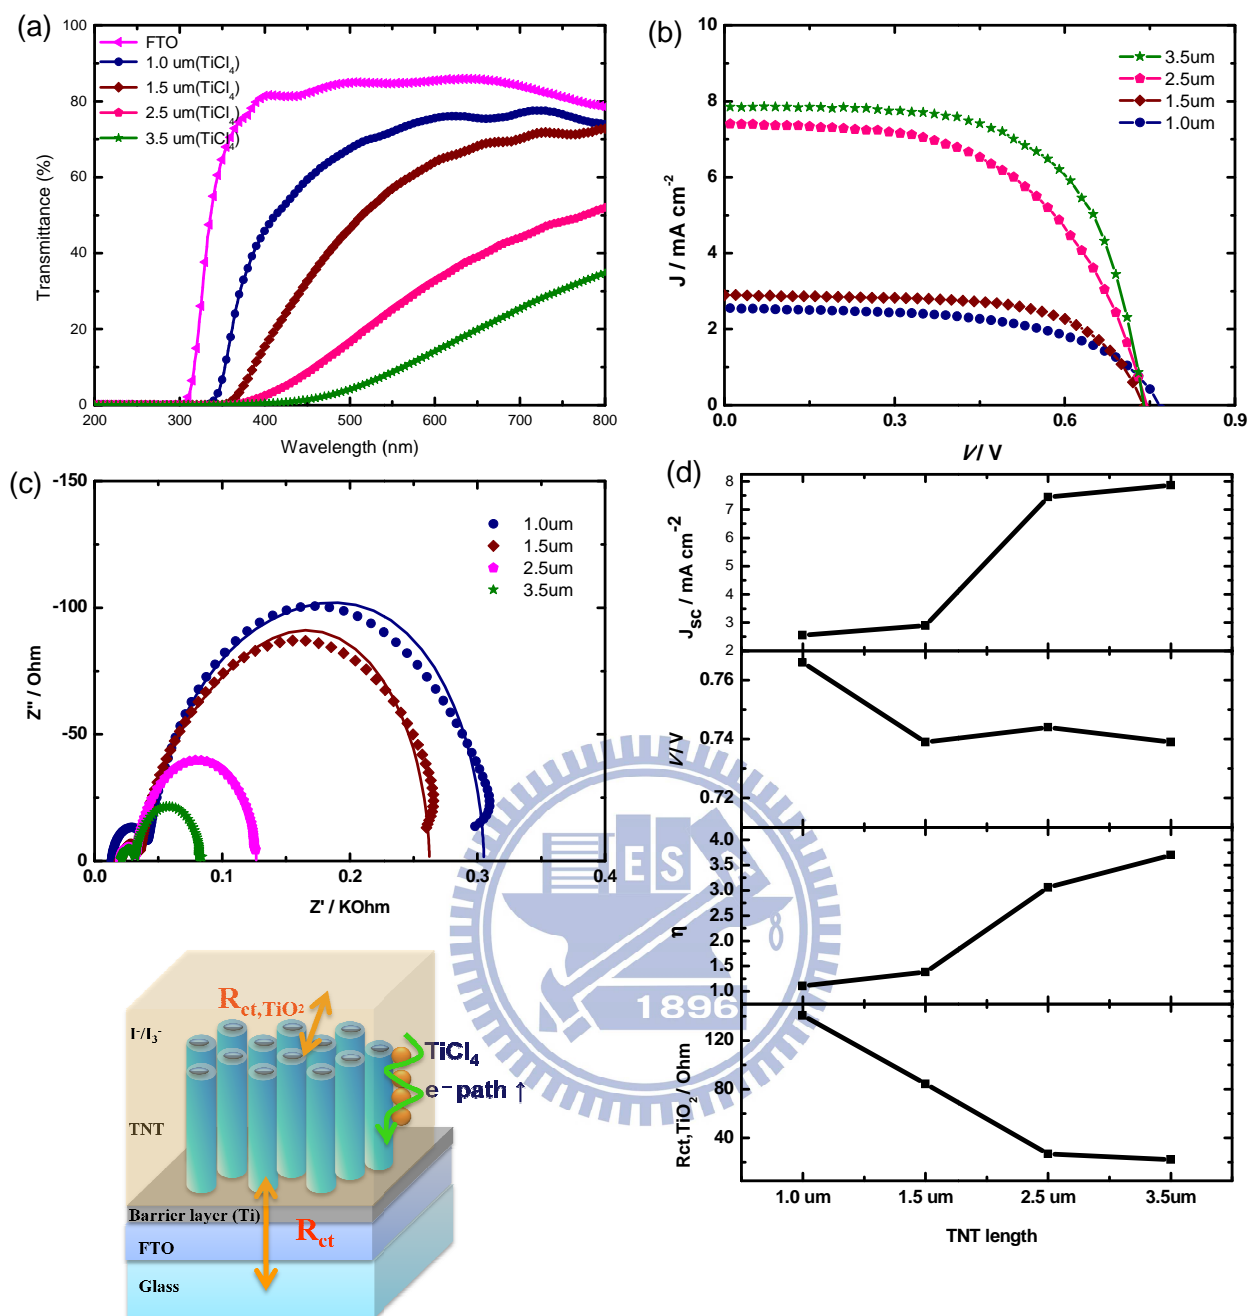 (a)
FTO
1.0 um(TiCl4)
1.5 um(TiCl4)
2.5 um(TiCl4)
3.5 um(TiCl4)
100
80
60
40
20
0
Transmittance (%)
200 300 400 500 600 700 800
Wavelength (nm)
(b)
3.5um
2.5um
1.5um
1.0um
10
8
6
4
2
0
J / mA cm-2
0.0 0.3 0.6 0.9
V/ V
(c)
1.0um
1.5um
2.5um
3.5um
-150
-100
-50
0
Z'' / Ohm
0.0 0.1 0.2 0.3 0.4
Z' / KOhm
(d)
8
7
6
5
4
3
2
JSC / mA cm-2
0.76
0.74
0.72
V/ V
4.0
3.5
3.0
2.5
2.0
1.5
1.0
η
120
80
40
Rct,TiO2 / Ohm
1.0 um 1.5 um 2.5 um 3.5um
TNT length
ES
1896
Rct,TiO2
I-/I3-
TiCl4
e- path ↑
TNT
Barrier layer (Ti)
Rct
FTO
Glass